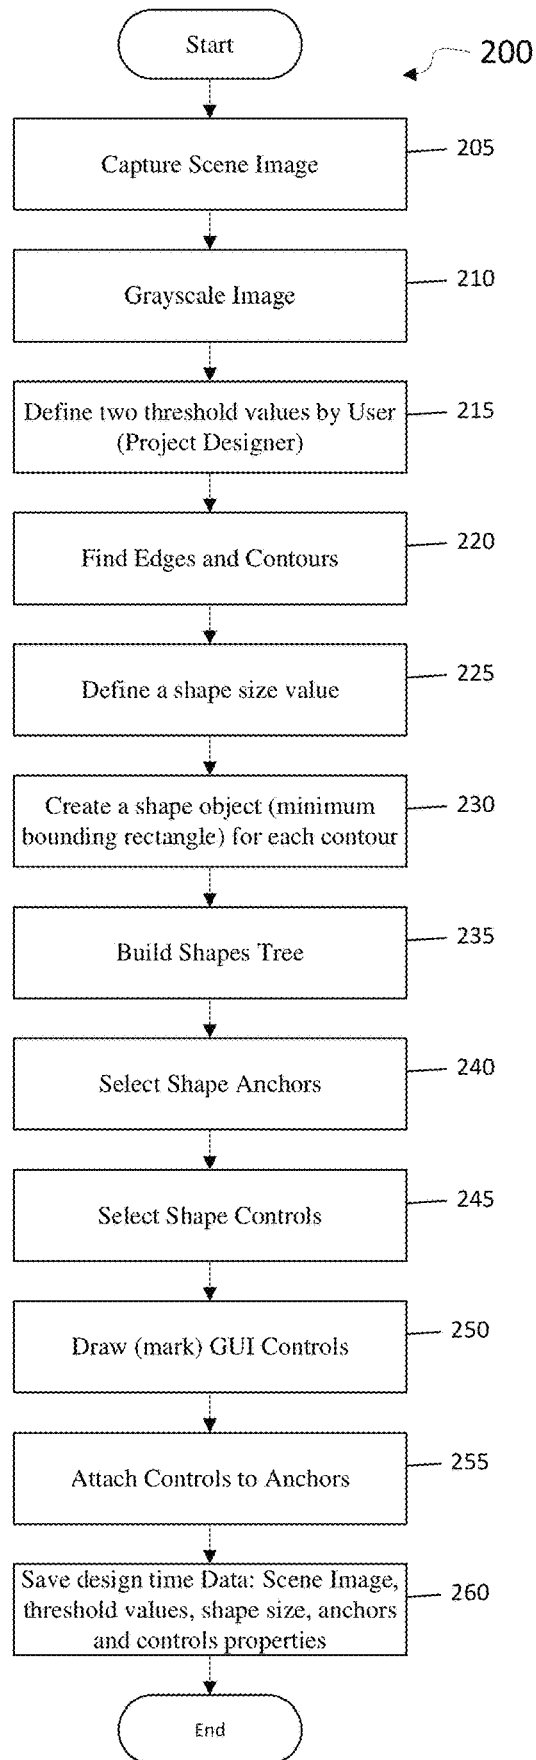 Start
200
Capture Scene Image
205
Grayscale Image
210
Define two threshold values by User
(Project Designer)
215
Find Edges and Contours
220
Define a shape size value
225
Create a shape object (minimum
bounding rectangle) for each contour
230
Build Shapes Tree
235
Select Shape Anchors
240
Select Shape Controls
245
Draw (mark) GUI Controls
250
Attach Controls to Anchors
255
Save design time Data: Scene Image,
threshold values, shape size, anchors
and controls properties
260
End